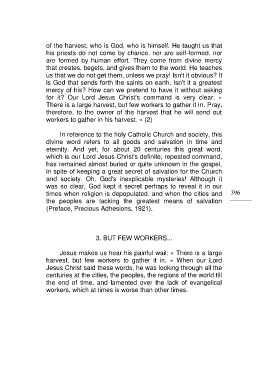 of the harvest, who is God, who is himself. He taught us that
his priests do not come by chance, nor are self-formed, nor
are formed by human effort. They come from divine mercy
that creates, begets, and gives them to the world. He teaches
us that we do not get them, unless we pray! Isn't it obvious? It
is God that sends forth the saints on earth. Isn't it a greatest
mercy of his? How can we pretend to have it without asking
for it? Our Lord Jesus Christ's command is very clear: «
There is a large harvest, but few workers to gather it in. Pray,
therefore, to the owner of the harvest that he will send out
workers to gather in his harvest. » (2)
In reference to the holy Catholic Church and society, this
divine word refers to all goods and salvation in time and
eternity. And yet, for about 20 centuries this great word,
which is our Lord Jesus Christ's definite, repeated command,
has remained almost buried or quite unknown in the gospel,
in spite of keeping a great secret of salvation for the Church
and society. Oh, God's inexplicable mysteries! Although it
was so clear, God kept it secret perhaps to reveal it in our
times when religion is depopulated, and when the cities and
the peoples are lacking the greatest means of salvation
(Preface, Precious Adhesions, 1921).
396
3. BUT FEW WORKERS...
Jesus makes us hear his painful wail: « There is a large
harvest, but few workers to gather it in. » When our Lord
Jesus Christ said these words, he was looking through all the
centuries at the cities, the peoples, the regions of the world till
the end of time, and lamented over the lack of evangelical
workers, which at times is worse than other times.